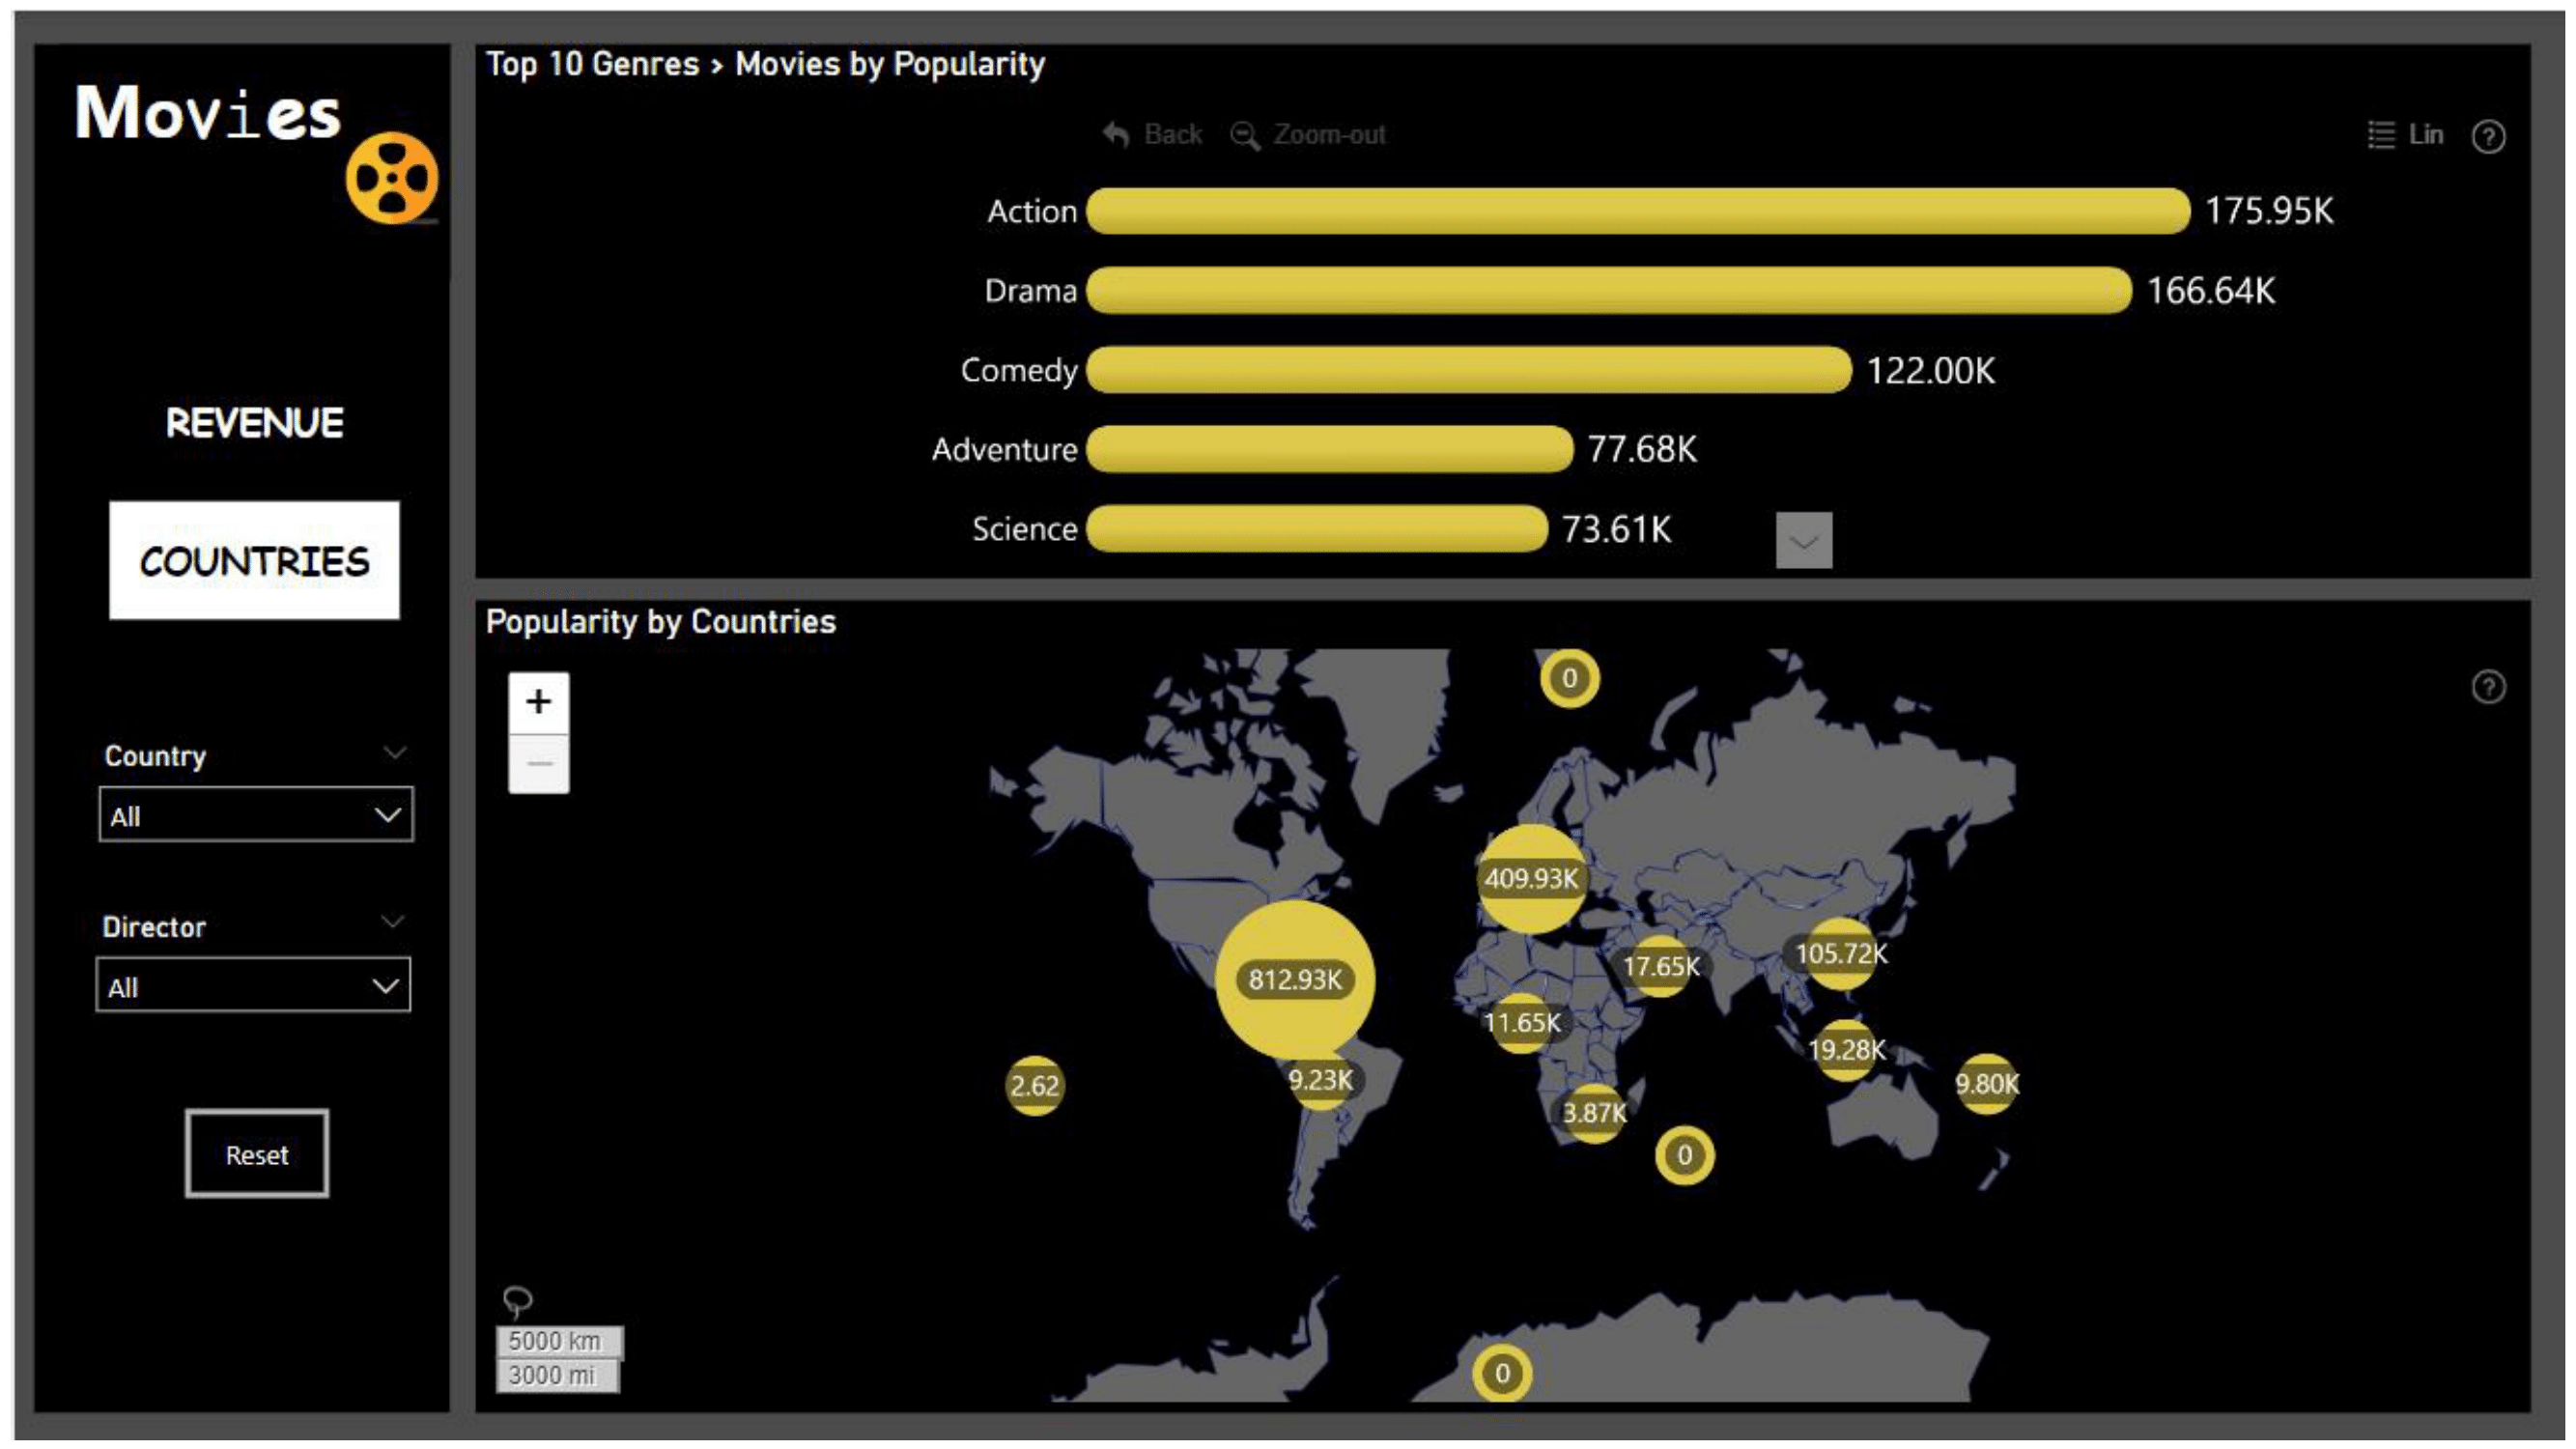 Movies
REVENUE
COUNTRIES
Country
All
Director
All
Reset
Top 10 Genres > Movies by Popularity
Back Zoom-out
Lin ?
Action 175.95K
Drama 166.64K
Comedy 122.00K
Adventure 77.68K
Science 73.61K
Popularity by Countries
+
−
?
0
409.93K
812.93K
17.65K
105.72K
11.65K
19.28K
2.62
9.23K
9.80K
3.87K
0
0
5000 km
3000 mi